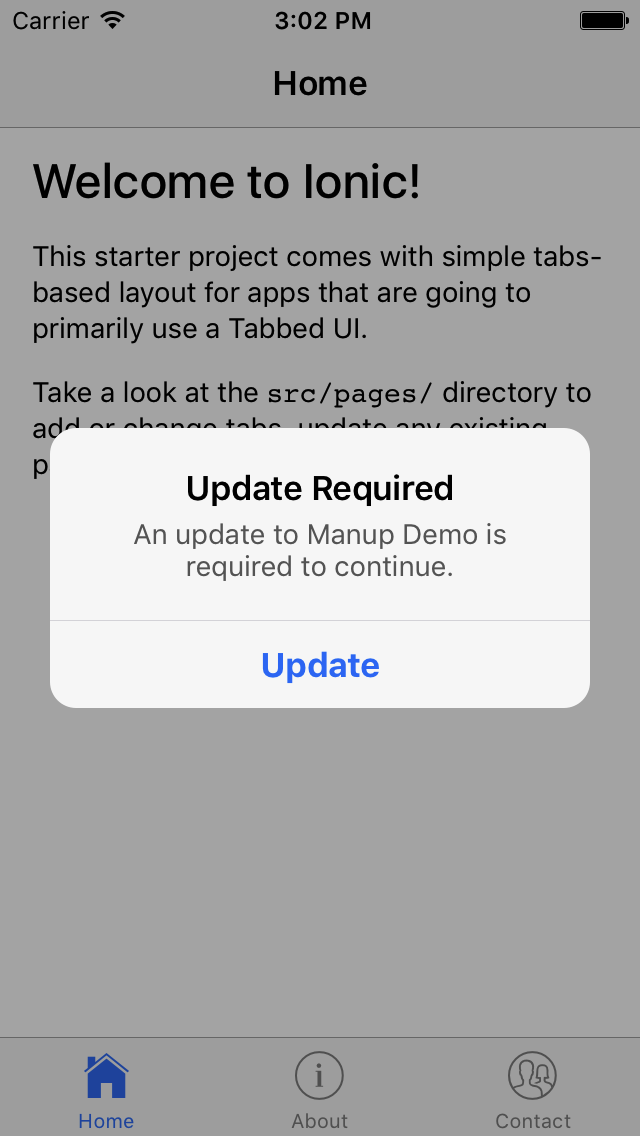 Carrier 3:02 PM
Home
Welcome to Ionic!
This starter project comes with simple tabs-
based layout for apps that are going to
primarily use a Tabbed UI.
Take a look at the src/pages/ directory to
add or change tabs, update any existing
Update Required
An update to Manup Demo is
required to continue.
Update
Home About Contact